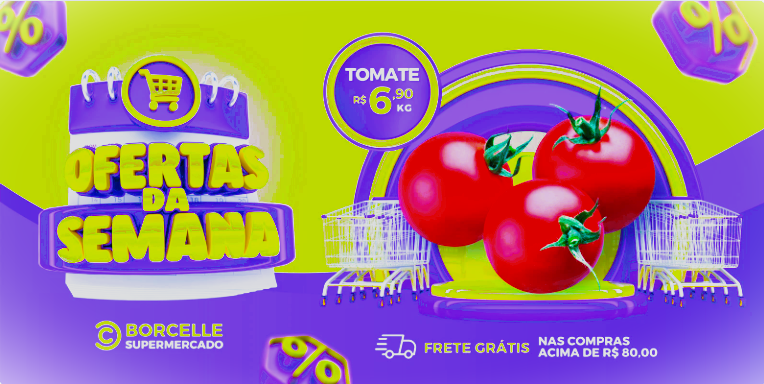 %
%
TOMATE
R$ 6,90
KG
OFERTAS
DA
SEMANA
BORCELLE
SUPERMERCADO
%
FRETE GRÁTIS NAS COMPRAS
ACIMA DE R$ 80,00